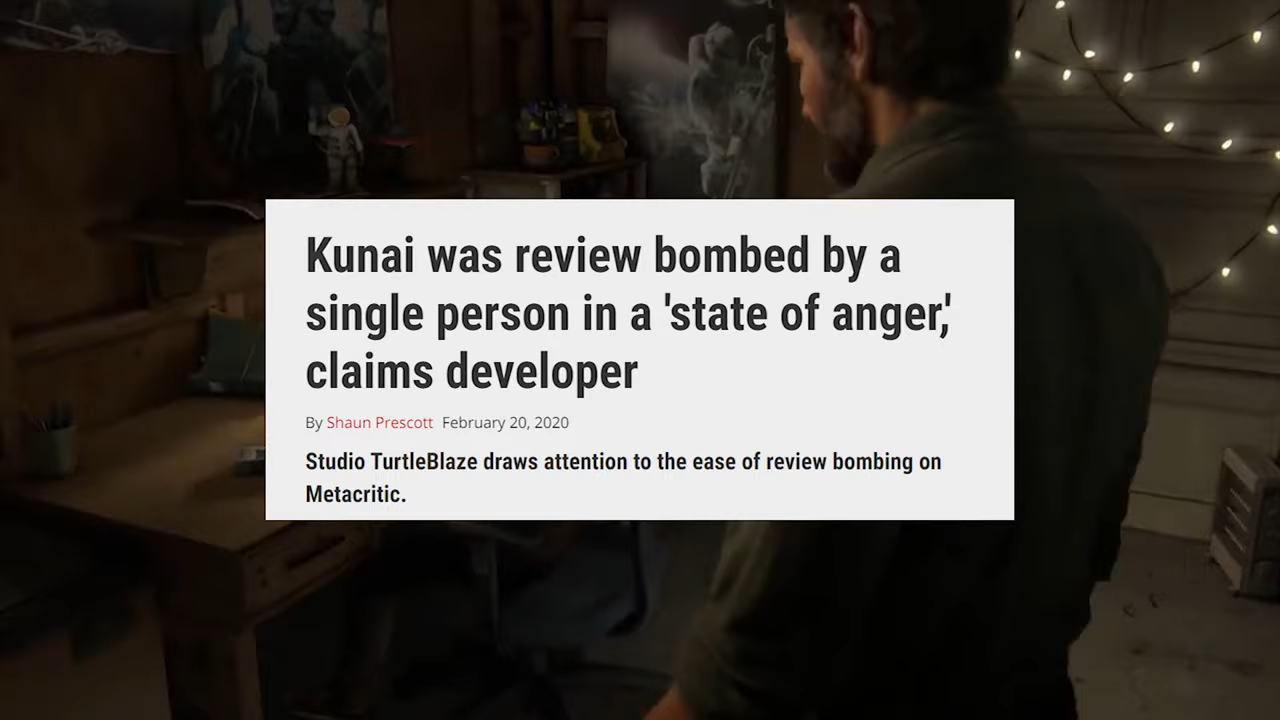 Kunai was review bombed by a
single person in a 'state of anger,'
claims developer
By Shaun Prescott February 20, 2020
Studio TurtleBlaze draws attention to the ease of review bombing on
Metacritic.